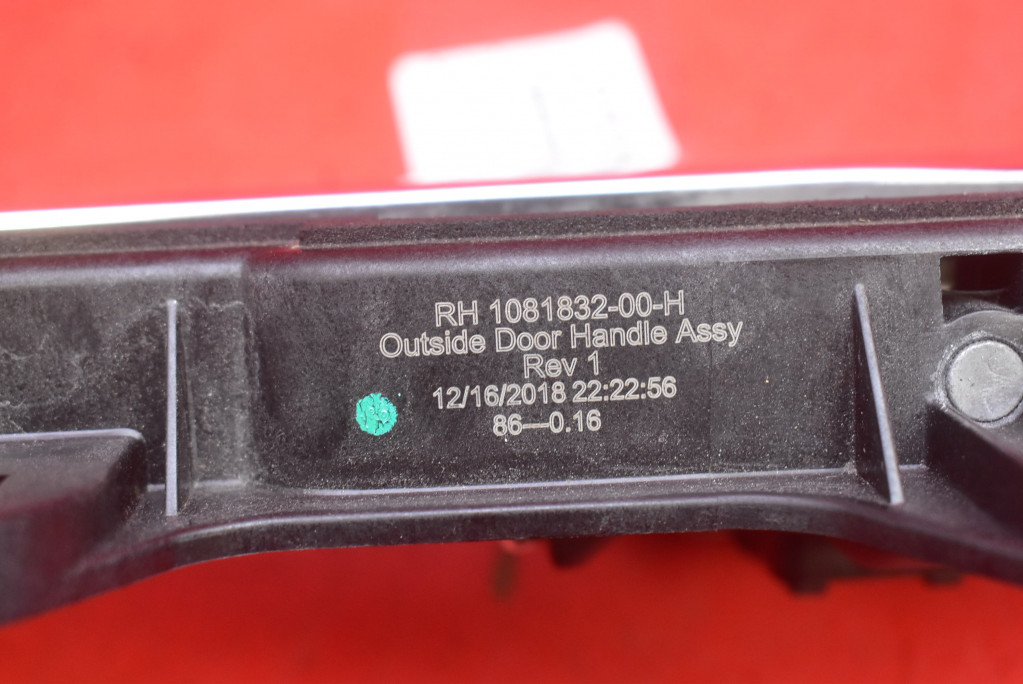 RH 1081832-00-H
Outside Door Handle Assy
Rev 1
12/16/2018 22:22:56
86—0.16